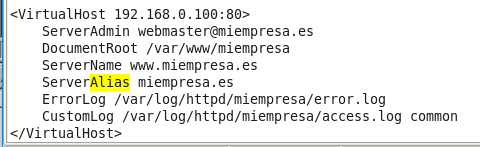 <VirtualHost 192.168.0.100:80>
ServerAdmin webmaster@miempresa.es
DocumentRoot /var/www/miempresa
ServerName www.miempresa.es
ServerAlias miempresa.es
ErrorLog /var/log/httpd/miempresa/error.log
CustomLog /var/log/httpd/miempresa/access.log common
</VirtualHost>